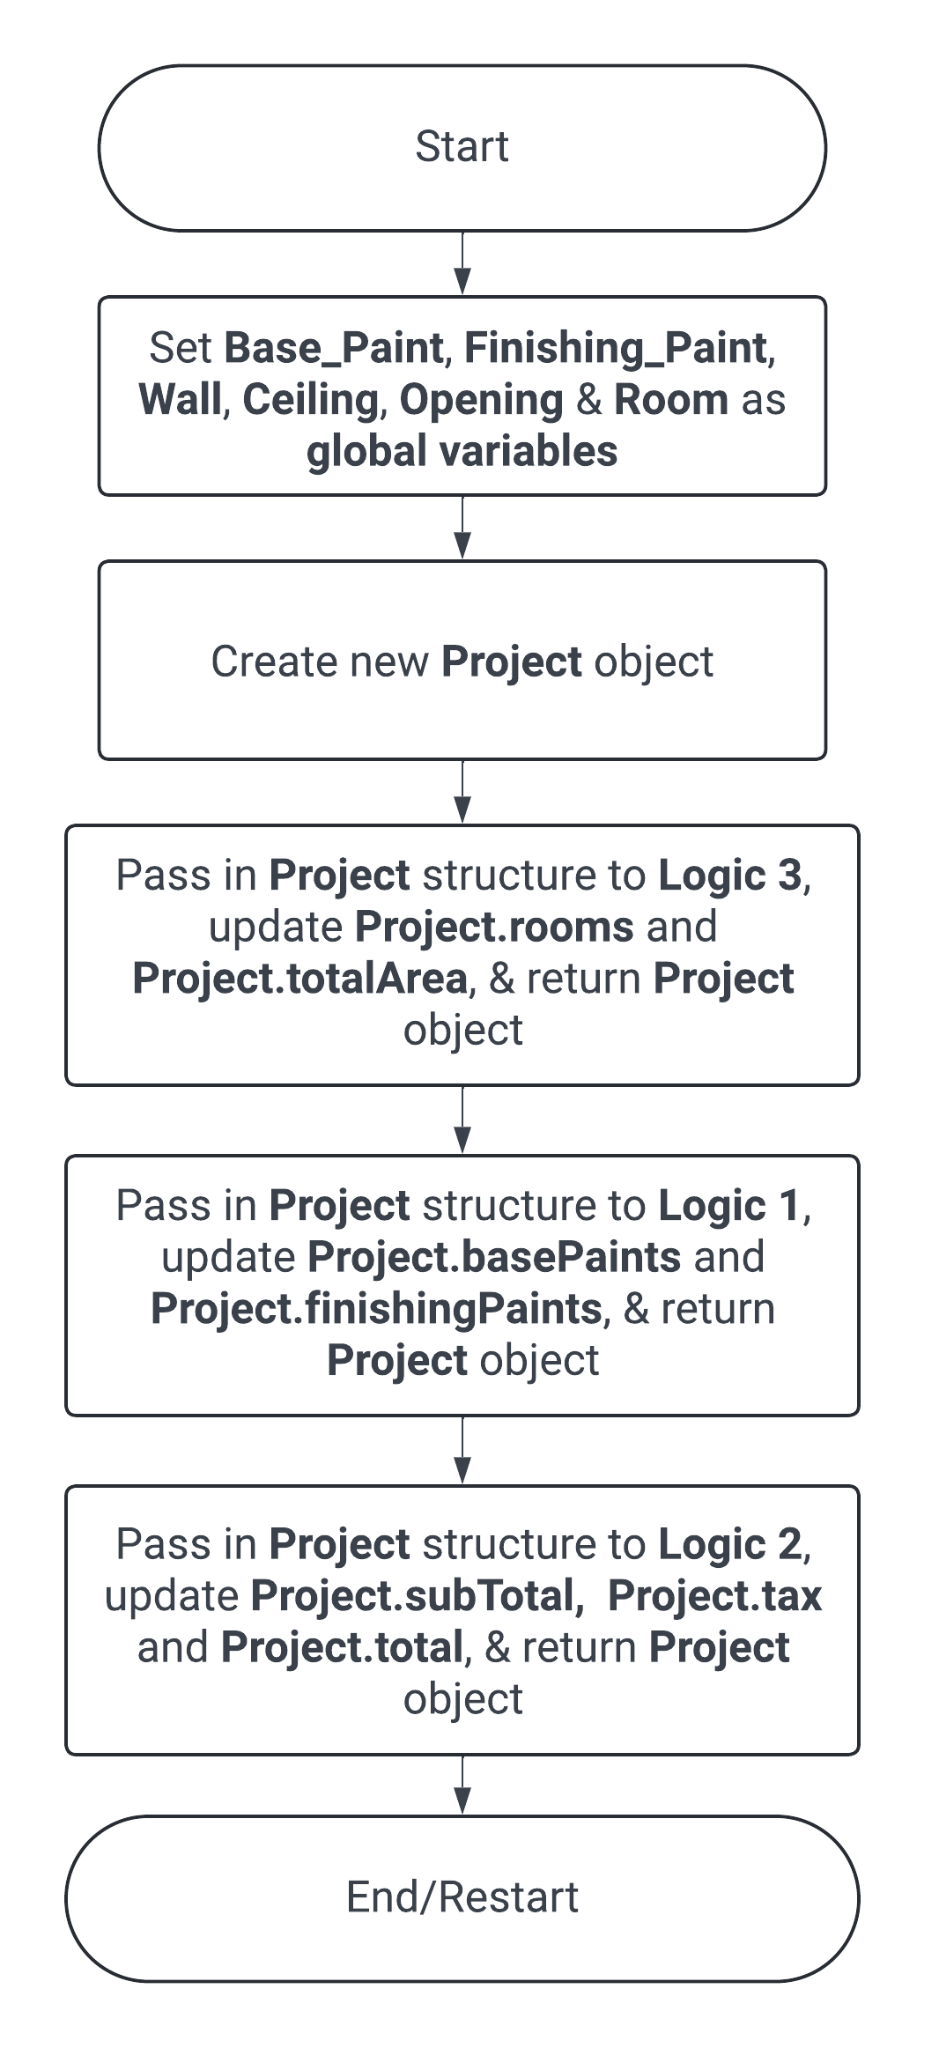 Start
Set Base_Paint, Finishing_Paint,
Wall, Ceiling, Opening & Room as
global variables
Create new Project object
Pass in Project structure to Logic 3,
update Project.rooms and
Project.totalArea, & return Project
object
Pass in Project structure to Logic 1,
update Project.basePaints and
Project.finishingPaints, & return
Project object
Pass in Project structure to Logic 2,
update Project.subTotal,  Project.tax
and Project.total, & return Project
object
End/Restart